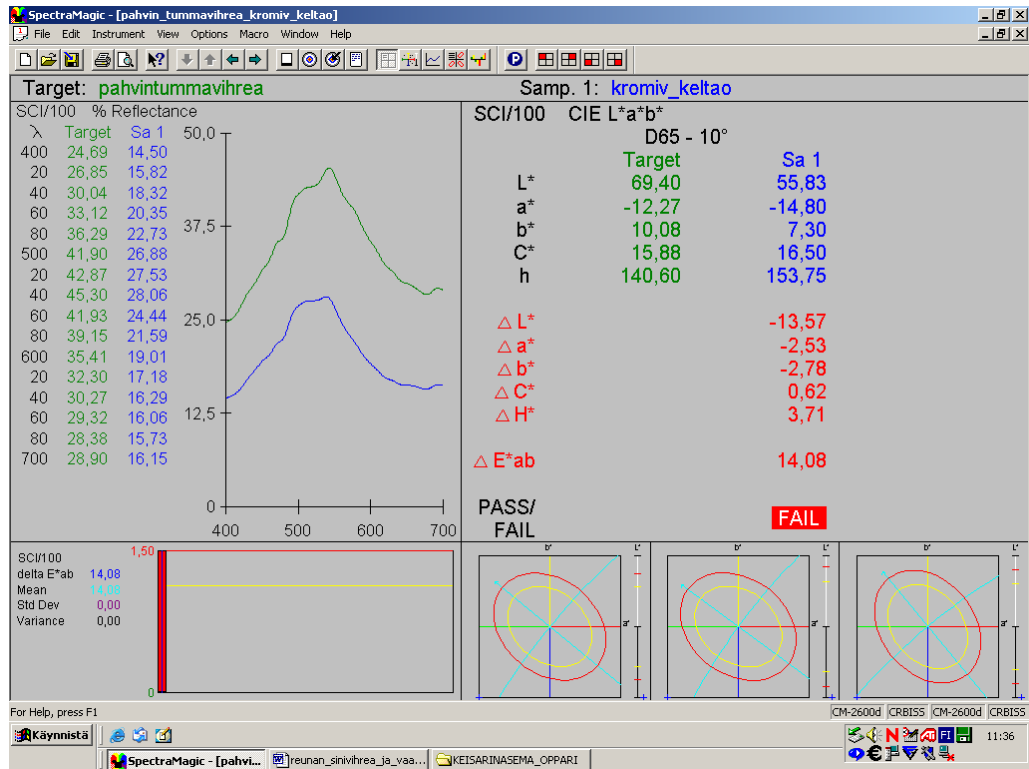 SpectraMagic - [pahvin_tummavihrea_kromiv_keltao]
File Edit Instrument View Options Macro Window Help
Target: pahvintummavihrea
Samp. 1: kromiv_keltao
SCI/100 % Reflectance
λ Target Sa 1
400 24,69 14,50
20 26,85 15,82
40 30,04 18,32
60 33,12 20,35
80 36,29 22,73
500 41,90 26,88
20 42,87 27,53
40 45,30 28,06
60 41,93 24,44
80 39,15 21,59
600 35,41 19,01
20 32,30 17,18
40 30,27 16,29
60 29,32 16,06
80 28,38 15,73
700 28,90 16,15
50,0
37,5
25,0
12,5
0
400 500 600 700
SCI/100 CIE L*a*b*
D65 - 10°
Target Sa 1
L* 69,40 55,83
a* -12,27 -14,80
b* 10,08 7,30
C* 15,88 16,50
h 140,60 153,75
△ L* -13,57
△ a* -2,53
△ b* -2,78
△ C* 0,62
△ H* 3,71
△ E*ab 14,08
PASS/
FAIL
FAIL
SCI/100
delta E*ab 14,08
Mean 14,08
Std Dev 0,00
Variance 0,00
1,50
0
b* L*
a*
b* L*
a*
b* L*
a*
For Help, press F1
CM-2600d CRBISS CM-2600d CRBISS
Käynnistä
FI
11:36
SpectraMagic - [pahvi...
reunan_sinivihrea_ja_vaa...
KEISARINASEMA_OPPARI